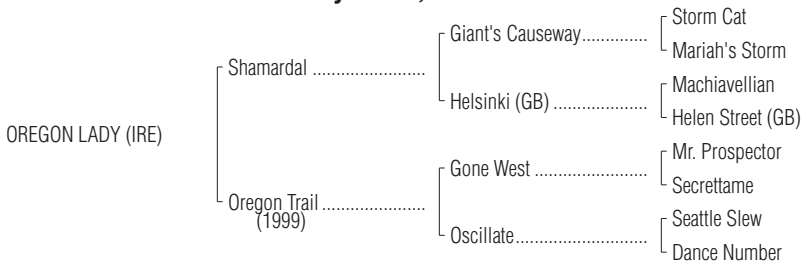 Storm Cat
Giant's Causeway..............
Mariah's Storm
Shamardal ........................
Machiavellian
Helsinki (GB) ....................
Helen Street (GB)
OREGON LADY (IRE)
Mr. Prospector
Gone West ........................
Secrettame
Oregon Trail ......................
(1999)
Seattle Slew
Oscillate............................
Dance Number